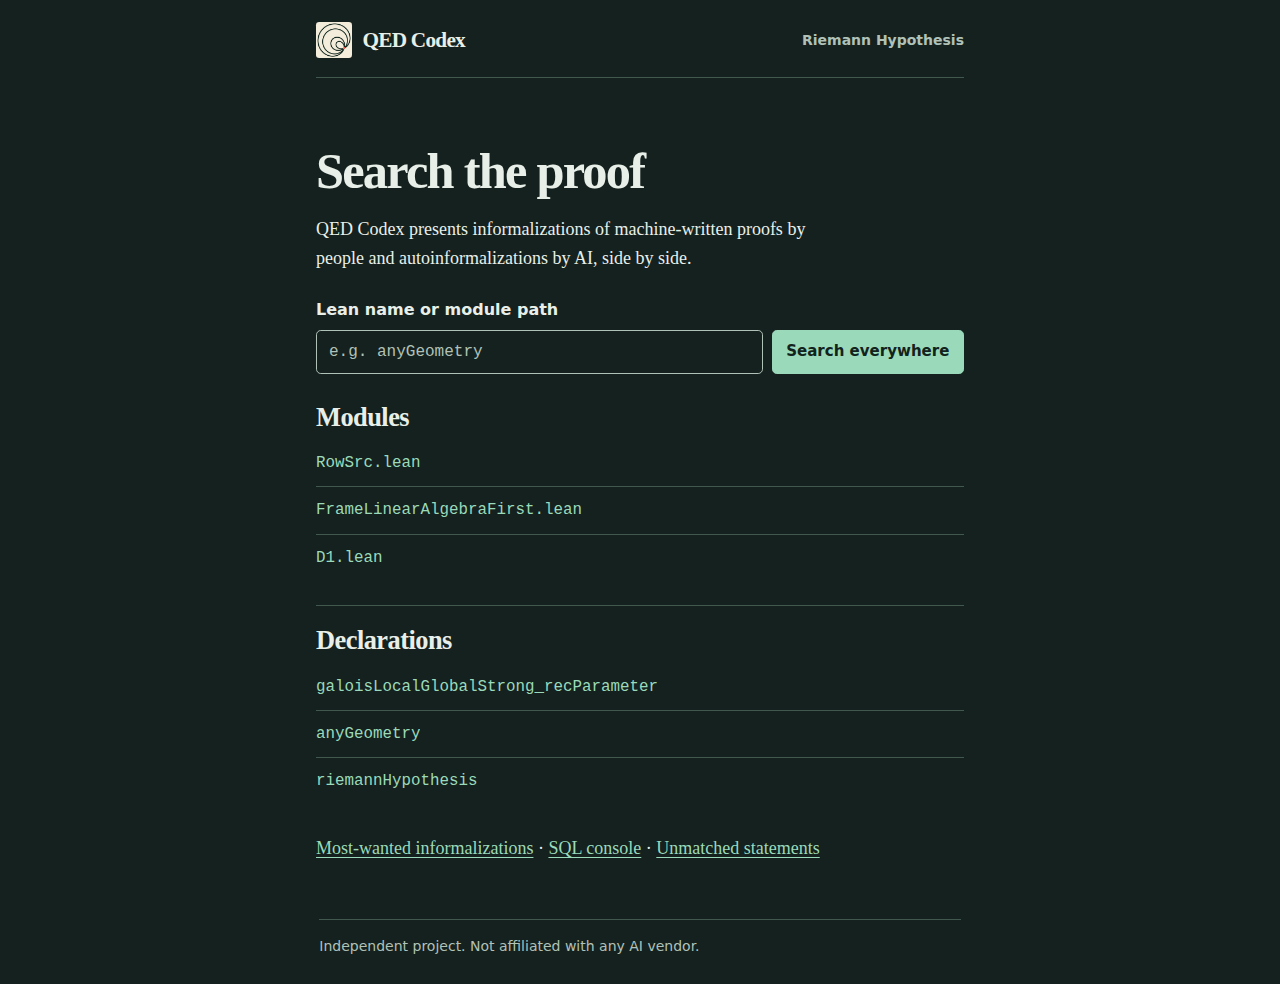 QED Codex
Riemann Hypothesis
Search the proof
QED Codex presents informalizations of machine-written proofs by
people and autoinformalizations by AI, side by side.
Lean name or module path
e.g. anyGeometry
Search everywhere
Modules
RowSrc.lean
FrameLinearAlgebraFirst.lean
D1.lean
Declarations
galoisLocalGlobalStrong_recParameter
anyGeometry
riemannHypothesis
Most-wanted informalizations · SQL console · Unmatched statements
Independent project. Not affiliated with any AI vendor.